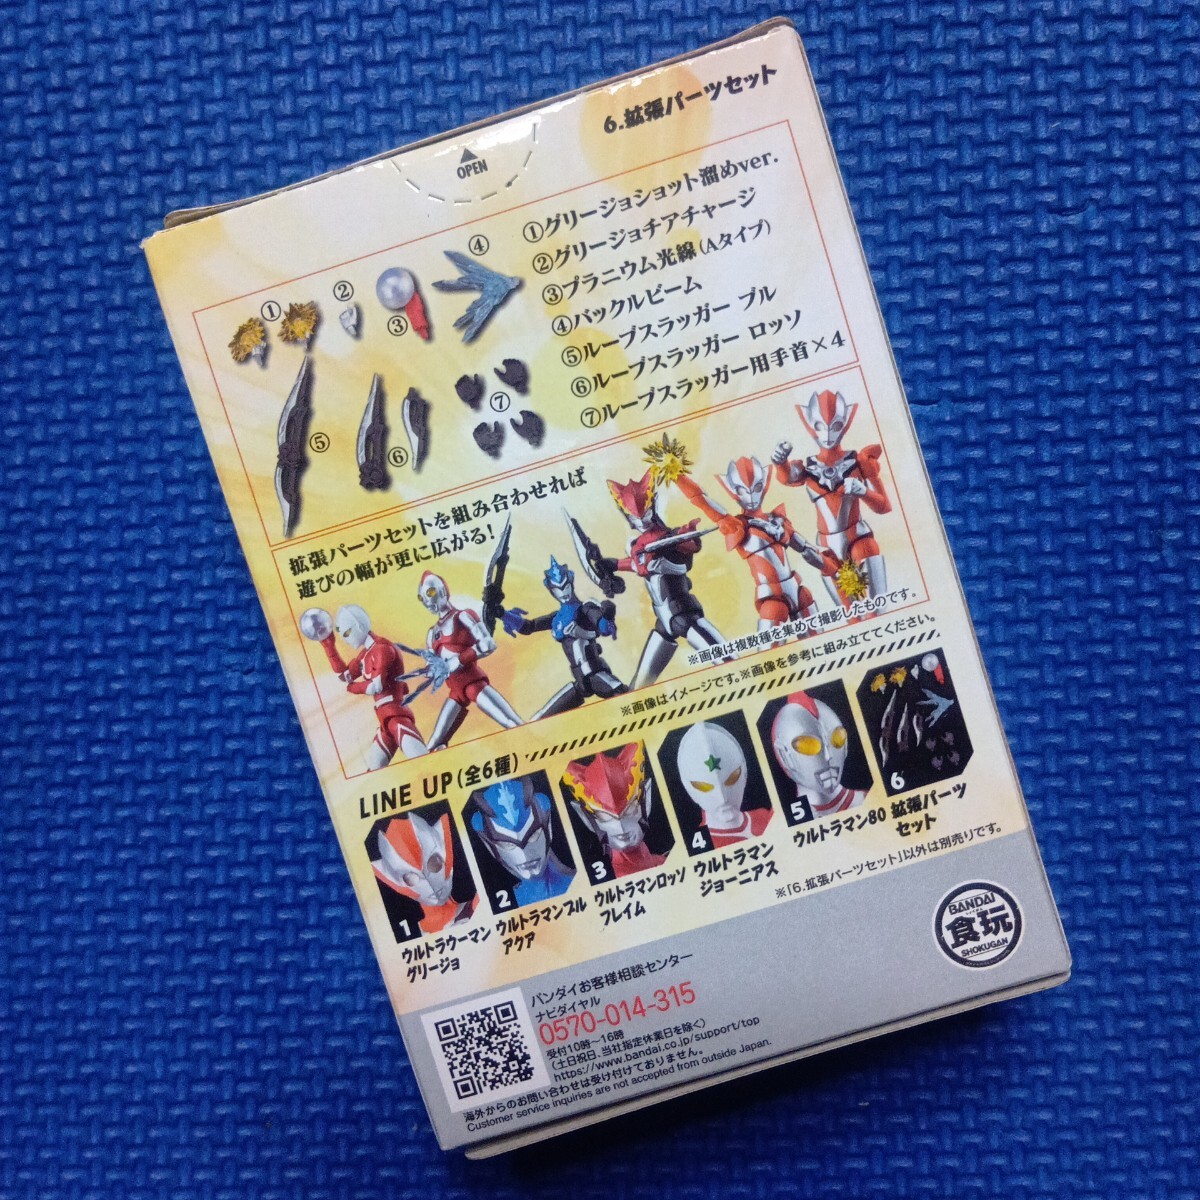 6.拡張パーツセット
OPEN
①グリージョショット溜めver.
②グリージョチアチャージ
③プラニウム光線(Aタイプ)
④バックルビーム
⑤ルーブスラッガー ブル
⑥ルーブスラッガー ロッソ
⑦ルーブスラッガー用手首×4
①
②
③
④
⑤
⑥
⑦
拡張パーツセットを組み合わせれば
遊びの幅が更に広がる!
※画像は複数種を集めて撮影したものです。
※画像はイメージです。※画像を参考に組み立ててください。
LINE UP(全6種)
1
ウルトラウーマン
グリージョ
2
ウルトラマンブル
アクア
3
ウルトラマンロッソ
フレイム
4
ウルトラマン
ジョーニアス
5
ウルトラマン80
6
拡張パーツ
セット
※「6.拡張パーツセット」以外は別売りです。
BANDAI
食玩
SHOKUGAN
バンダイお客様相談センター
ナビダイヤル
0570-014-315
受付10時〜16時
(土日祝日、当社指定休業日を除く)
https://www.bandai.co.jp/support/top
海外からのお問い合わせは受け付けておりません。
Customer service inquiries are not accepted from outside Japan.